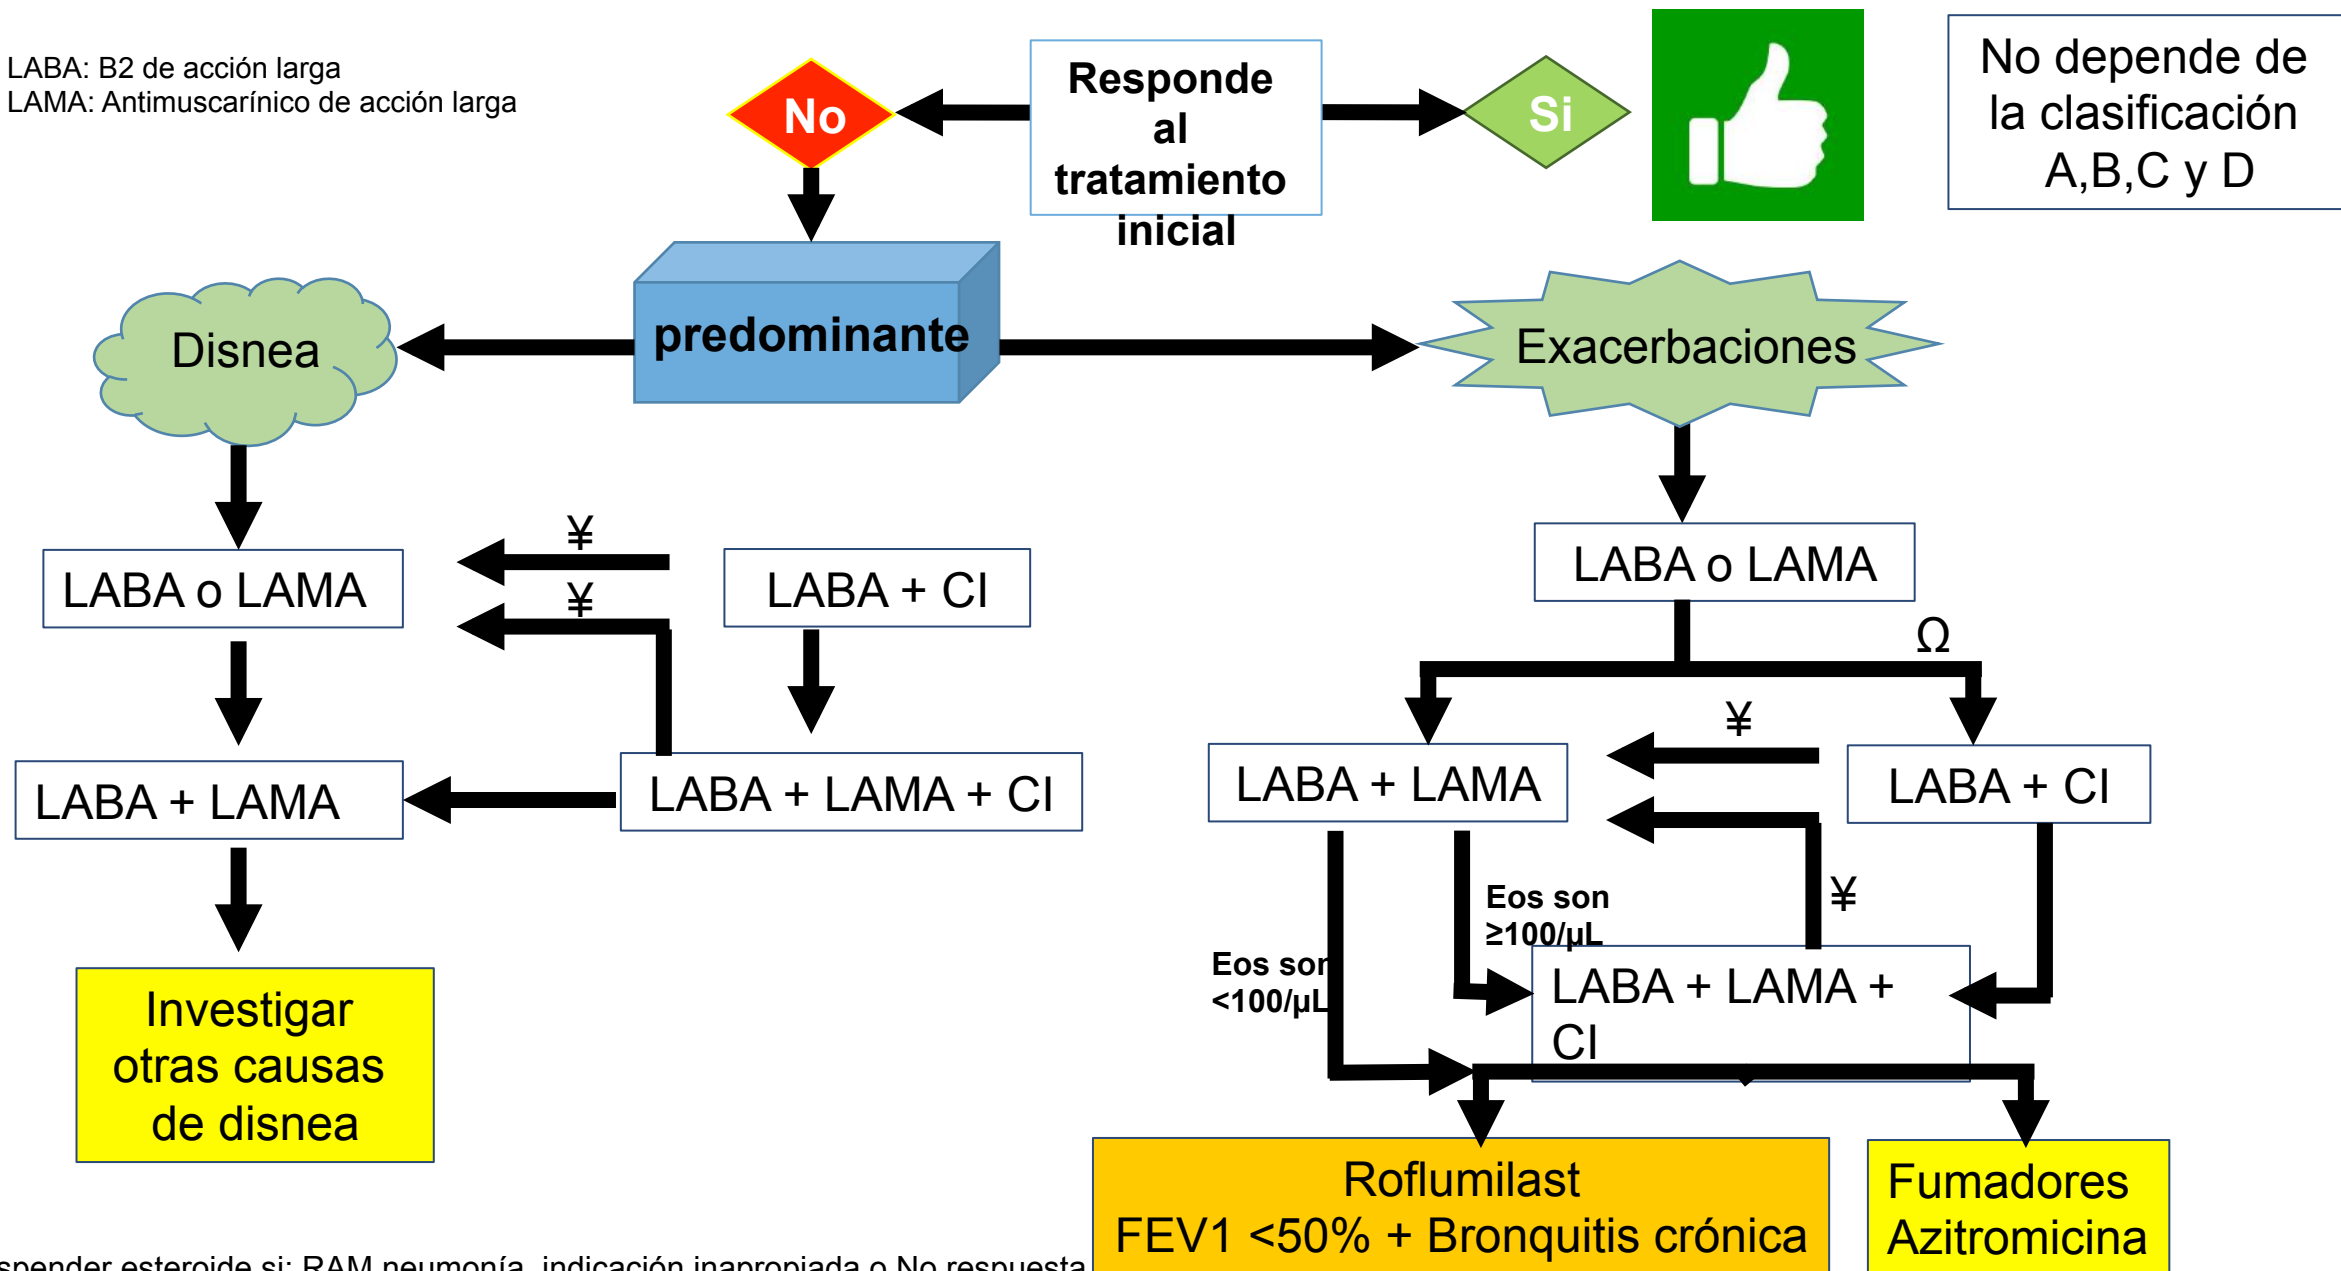 LABA: B2 de acción larga
LAMA: Antimuscarínico de acción larga
No
Responde
al
tratamiento
inicial
Si
No depende de
la clasificación
A,B,C y D
Disnea
predominante
Exacerbaciones
LABA o LAMA
¥
¥
LABA + CI
LABA o LAMA
Ω
LABA + LAMA
LABA + LAMA + CI
LABA + LAMA
¥
LABA + CI
Eos son
≥100/µL
¥
Eos son
<100/µL
LABA + LAMA +
CI
Investigar
otras causas
de disnea
Roflumilast
FEV1 <50% + Bronquitis crónica
Fumadores
Azitromicina
spender esteroide si: RAM neumonía, indicación inapropiada o No respuesta